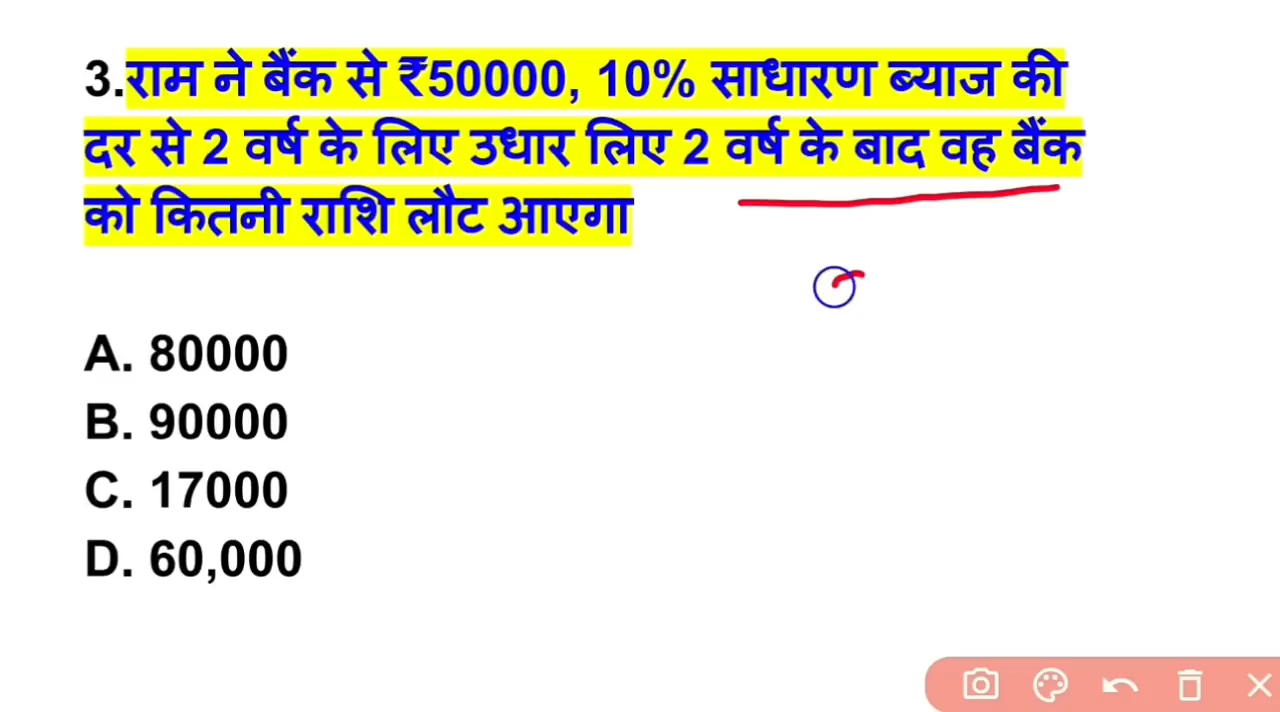 3.राम ने बैंक से ₹50000, 10% साधारण ब्याज की
दर से 2 वर्ष के लिए उधार लिए 2 वर्ष के बाद वह बैंक
को कितनी राशि लौट आएगा
A. 80000
B. 90000
C. 17000
D. 60,000